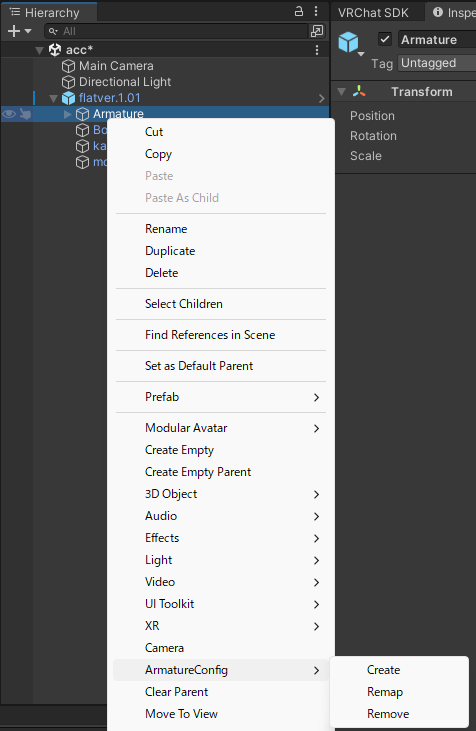 Hierarchy
All
acc*
Main Camera
Directional Light
flatver.1.01
Armature
Bo
ka
mo
VRChat SDK
Inspe
Armature
Tag Untagged
Transform
Position
Rotation
Scale
Cut
Copy
Paste
Paste As Child
Rename
Duplicate
Delete
Select Children
Find References in Scene
Set as Default Parent
Prefab
Modular Avatar
Create Empty
Create Empty Parent
3D Object
Audio
Effects
Light
Video
UI Toolkit
XR
Camera
ArmatureConfig
Clear Parent
Move To View
Create
Remap
Remove